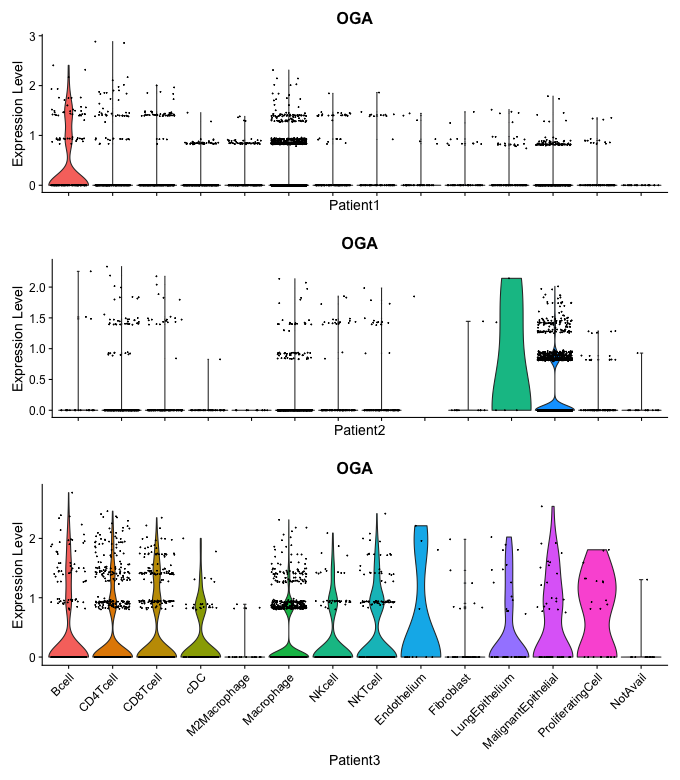 OGA
Expression Level
3
2
1
0
Patient1
OGA
Expression Level
2.0
1.5
1.0
0.5
0.0
Patient2
OGA
Expression Level
2
1
0
Bcell
CD4Tcell
CD8Tcell
cDC
M2Macrophage
Macrophage
NKcell
NKTcell
Endothelium
Fibroblast
LungEpithelium
MalignantEpithelial
ProliferatingCell
NotAvail
Patient3